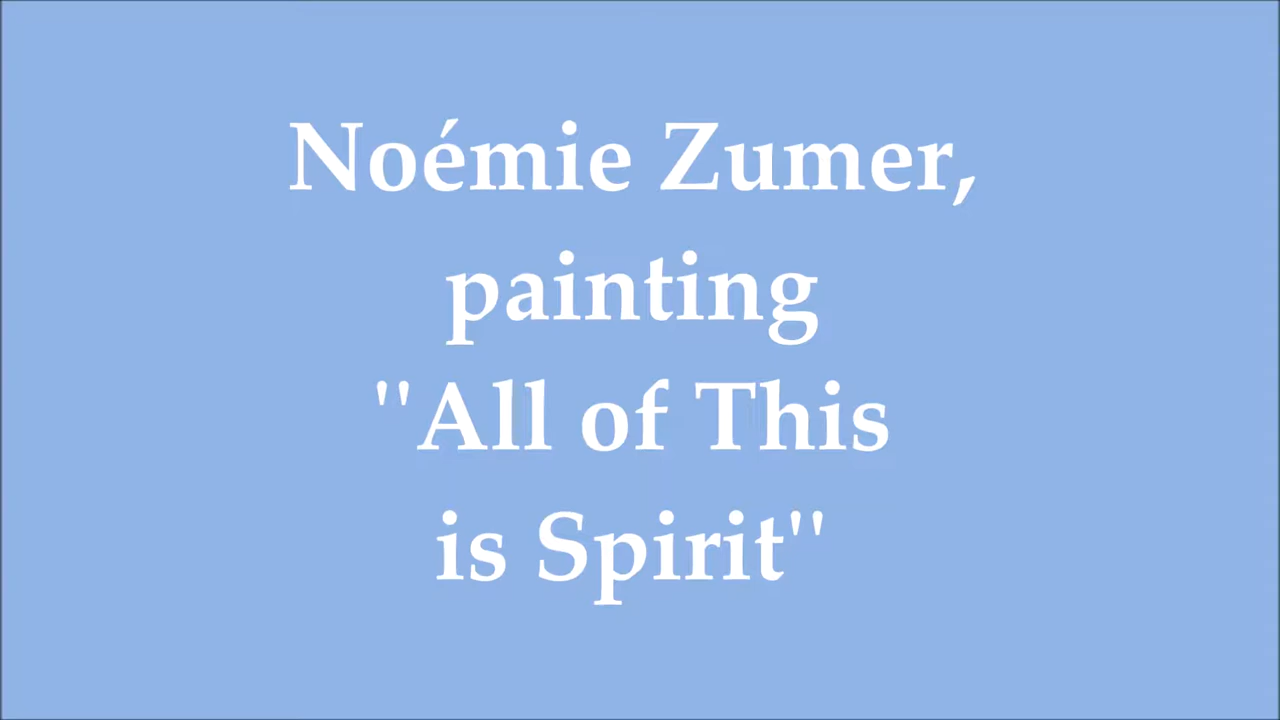 Noémie Zumer,
painting
"All of This
is Spirit"